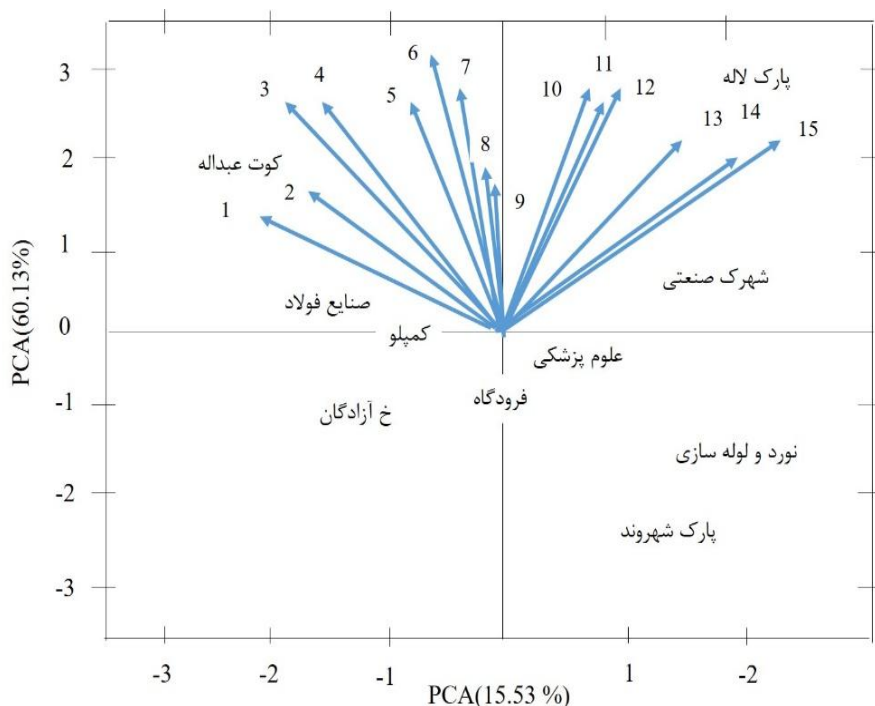 6
3
4
7
5
11
10
12
پارک لاله
3
14
13
15
8
2
کوت عبداله
2
1
9
1
شهرک صنعتی
صنایع فولاد
0
کمپلو
علوم پزشکی
فرودگاه
-1
خ آزادگان
نورد و لوله سازی
-2
پارک شهروند
-3
PCA(60.13%)
-3
-2
-1
0
1
-2
PCA(15.53 %)